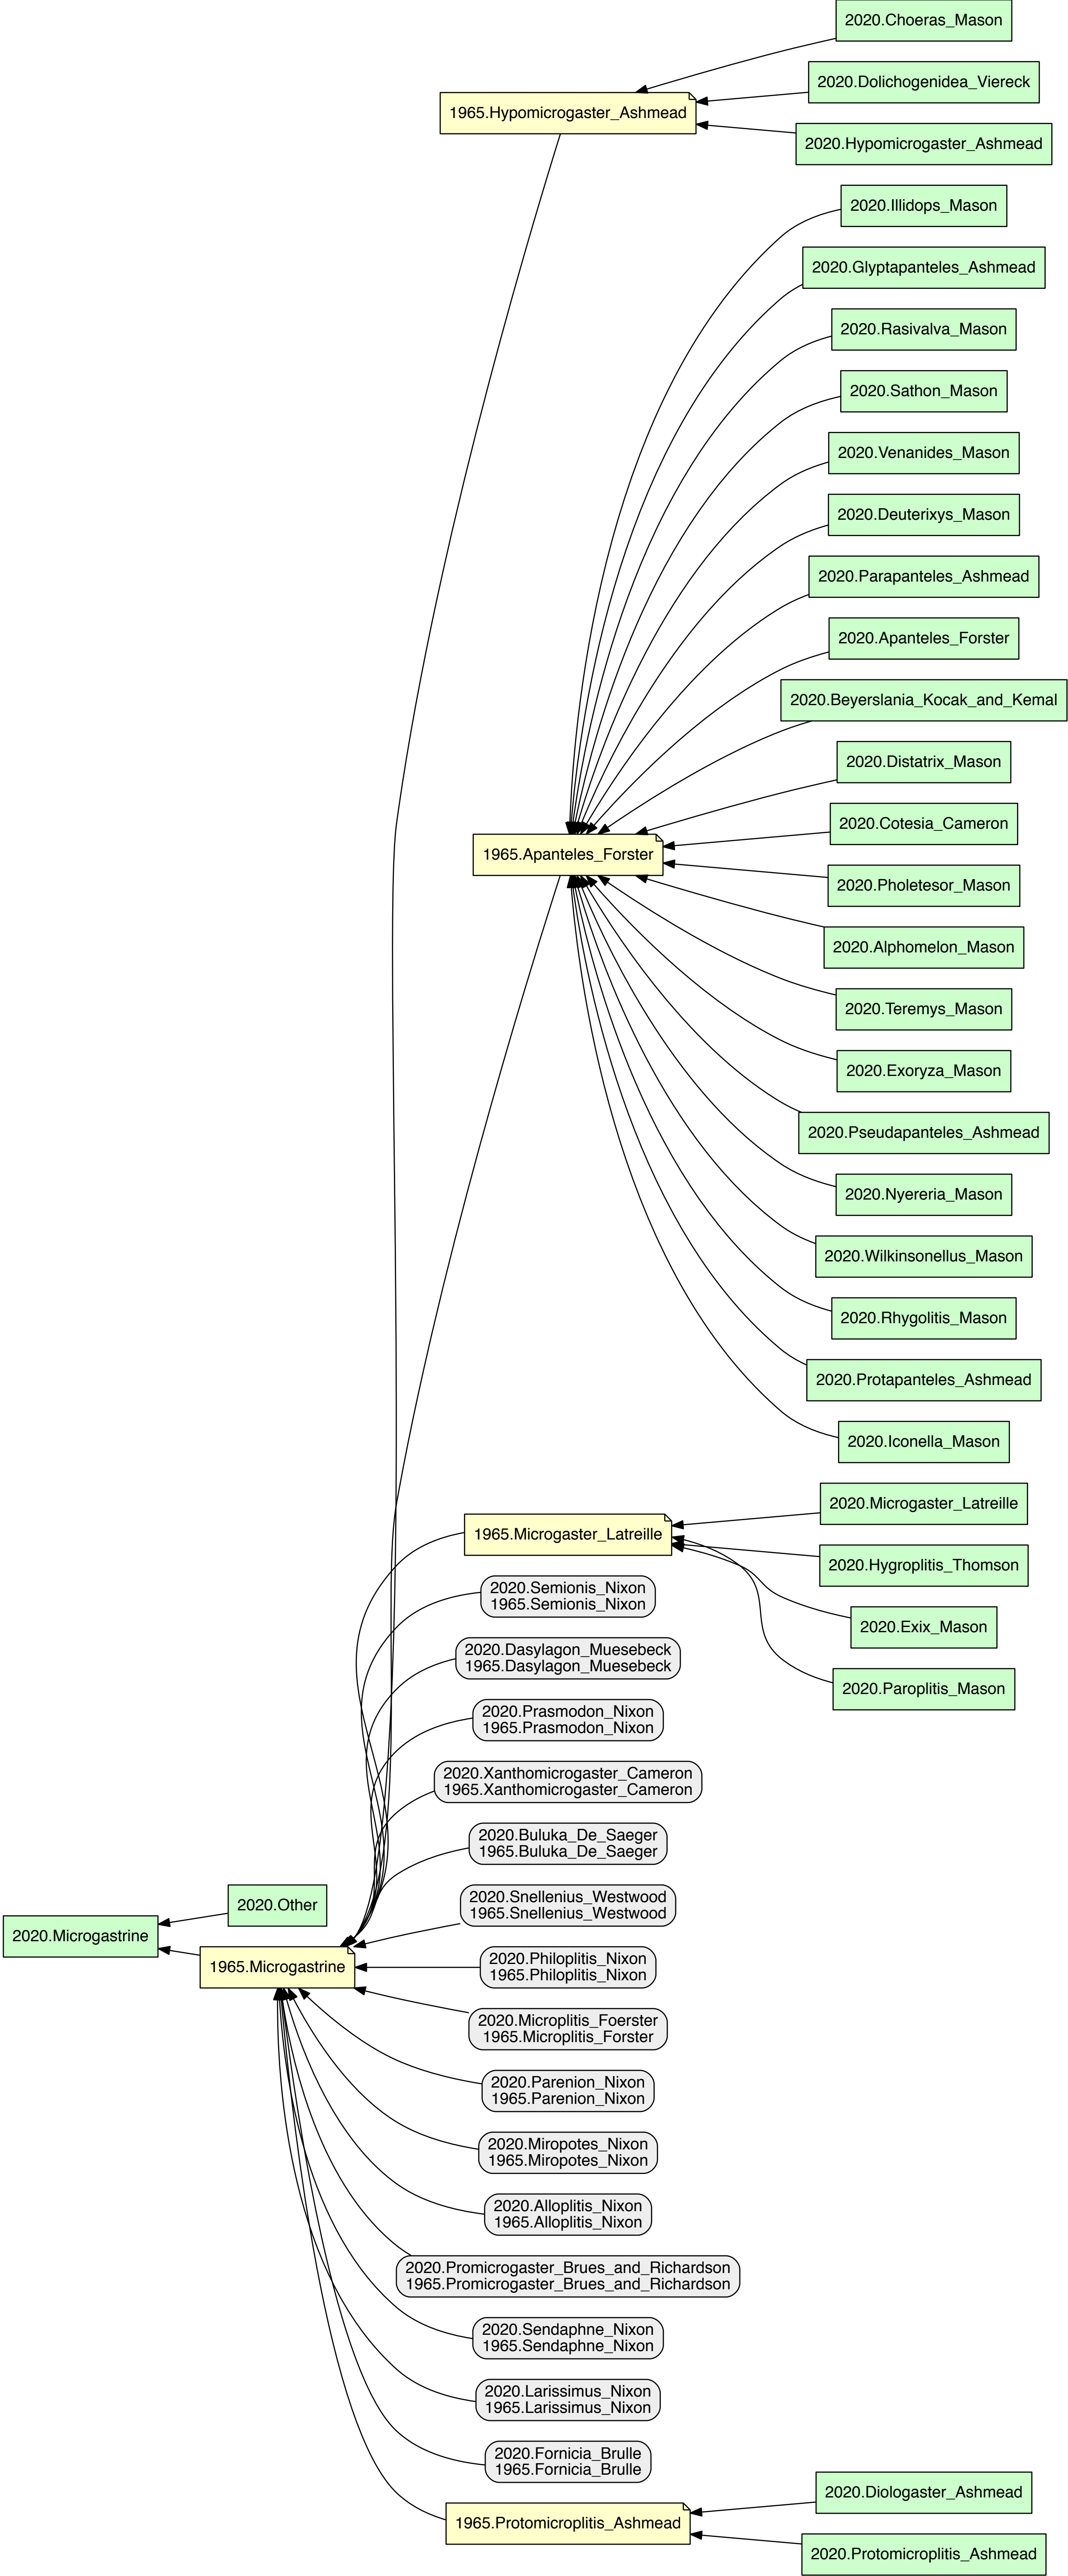 2020.Choeras_Mason
2020.Dolichogenidea_Viereck
1965.Hypomicrogaster_Ashmead
2020.Hypomicrogaster_Ashmead
2020.Illidops_Mason
2020.Glyptapanteles_Ashmead
2020.Rasivalva_Mason
2020.Sathon_Mason
2020.Venanides_Mason
2020.Deuterixys_Mason
2020.Parapanteles_Ashmead
2020.Apanteles_Forster
2020.Beyerslania_Kocak_and_Kemal
2020.Distatrix_Mason
2020.Cotesia_Cameron
1965.Apanteles_Forster
2020.Pholetesor_Mason
2020.Alphomelon_Mason
2020.Teremys_Mason
2020.Exoryza_Mason
2020.Pseudapanteles_Ashmead
2020.Nyereria_Mason
2020.Wilkinsonellus_Mason
2020.Rhygolitis_Mason
2020.Protapanteles_Ashmead
2020.Iconella_Mason
2020.Microgaster_Latreille
1965.Microgaster_Latreille
2020.Hygroplitis_Thomson
2020.Semionis_Nixon
1965.Semionis_Nixon
2020.Exix_Mason
2020.Dasylagon_Muesebeck
1965.Dasylagon_Muesebeck
2020.Paroplitis_Mason
2020.Prasmodon_Nixon
1965.Prasmodon_Nixon
2020.Xanthomicrogaster_Cameron
1965.Xanthomicrogaster_Cameron
2020.Buluka_De_Saeger
1965.Buluka_De_Saeger
2020.Snellenius_Westwood
1965.Snellenius_Westwood
2020.Other
2020.Microgastrine
1965.Microgastrine
2020.Philoplitis_Nixon
1965.Philoplitis_Nixon
2020.Microplitis_Foerster
1965.Microplitis_Forster
2020.Parenion_Nixon
1965.Parenion_Nixon
2020.Miropotes_Nixon
1965.Miropotes_Nixon
2020.Alloplitis_Nixon
1965.Alloplitis_Nixon
2020.Promicrogaster_Brues_and_Richardson
1965.Promicrogaster_Brues_and_Richardson
2020.Sendaphne_Nixon
1965.Sendaphne_Nixon
2020.Larissimus_Nixon
1965.Larissimus_Nixon
2020.Fornicia_Brulle
1965.Fornicia_Brulle
2020.Diologaster_Ashmead
1965.Protomicroplitis_Ashmead
2020.Protomicroplitis_Ashmead